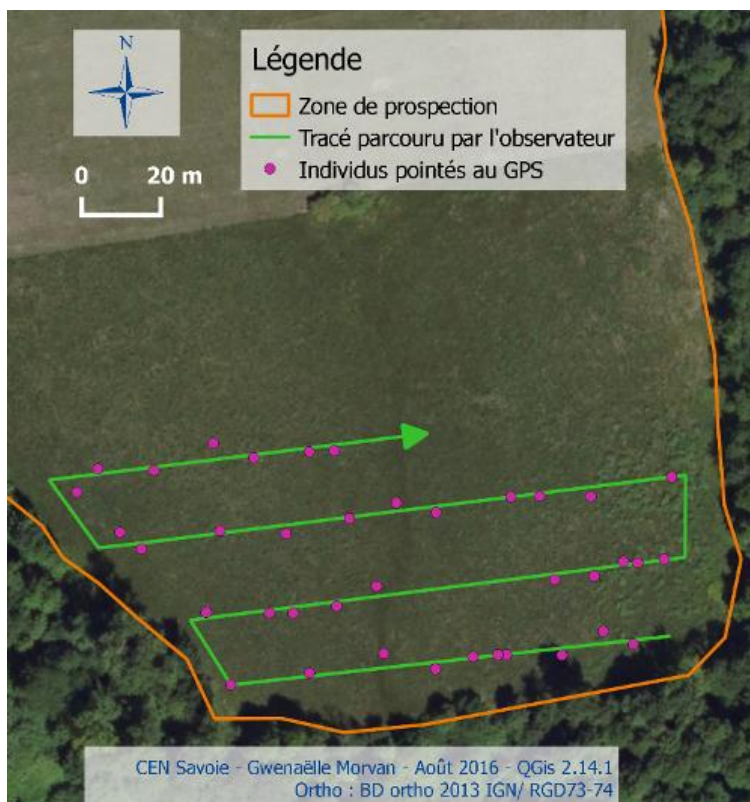 N
0 20 m
Légende
Zone de prospection
Tracé parcouru par l'observateur
Individus pointés au GPS
CEN Savoie - Gwenaëlle Morvan - Août 2016 - QGis 2.14.1
Ortho : BD ortho 2013 IGN/ RGD73-74